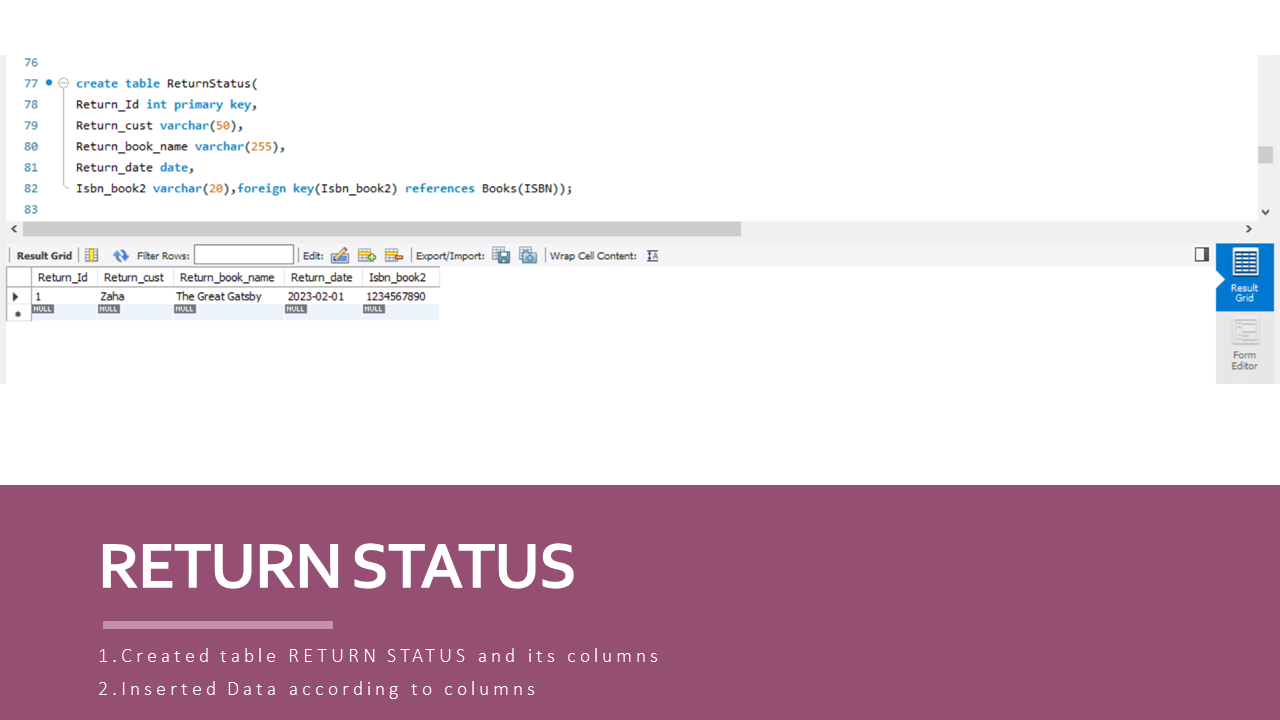 76
77 create table ReturnStatus(
78 Return_Id int primary key,
79 Return_cust varchar(50),
80 Return_book_name varchar(255),
81 Return_date date,
82 Isbn_book2 varchar(20),foreign key(Isbn_book2) references Books(ISBN));
83
Result Grid Filter Rows: Edit: Export/Import: Wrap Cell Content: IA
Return_Id Return_cust Return_book_name Return_date Isbn_book2
1 Zaha The Great Gatsby 2023-02-01 1234567890
NULL NULL NULL NULL NULL
Result
Grid
Form
Editor
RETURN STATUS
1.Created table RETURN STATUS and its columns
2.Inserted Data according to columns